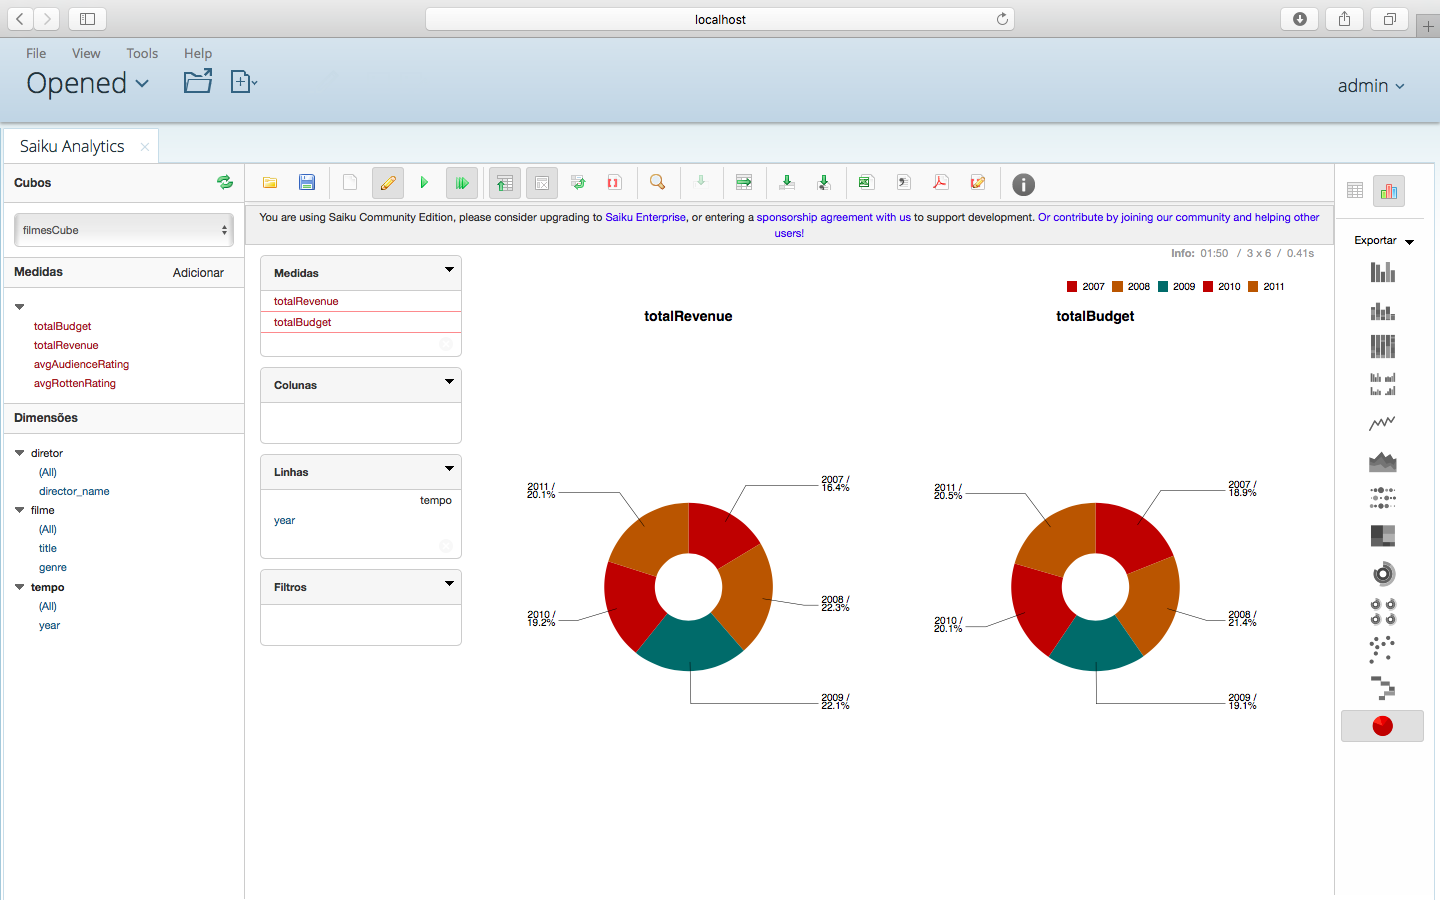 localhost
File View Tools Help
Opened
admin
Saiku Analytics
Cubos
filmesCube
Medidas Adicionar
totalBudget
totalRevenue
avgAudienceRating
avgRottenRating
Dimensões
diretor
(All)
director_name
filme
(All)
title
genre
tempo
(All)
year
You are using Saiku Community Edition, please consider upgrading to Saiku Enterprise, or entering a sponsorship agreement with us to support development. Or contribute by joining our community and helping other
users!
Info: 01:50 / 3 x 6 / 0.41s
Medidas
totalRevenue
totalBudget
Colunas
Linhas
tempo
year
Filtros
2007 2008 2009 2010 2011
totalRevenue
2011 /
20.1%
2007 /
16.4%
2010 /
19.2%
2008 /
22.3%
2009 /
22.1%
totalBudget
2011 /
20.5%
2007 /
18.9%
2010 /
20.1%
2008 /
21.4%
2009 /
19.1%
Exportar